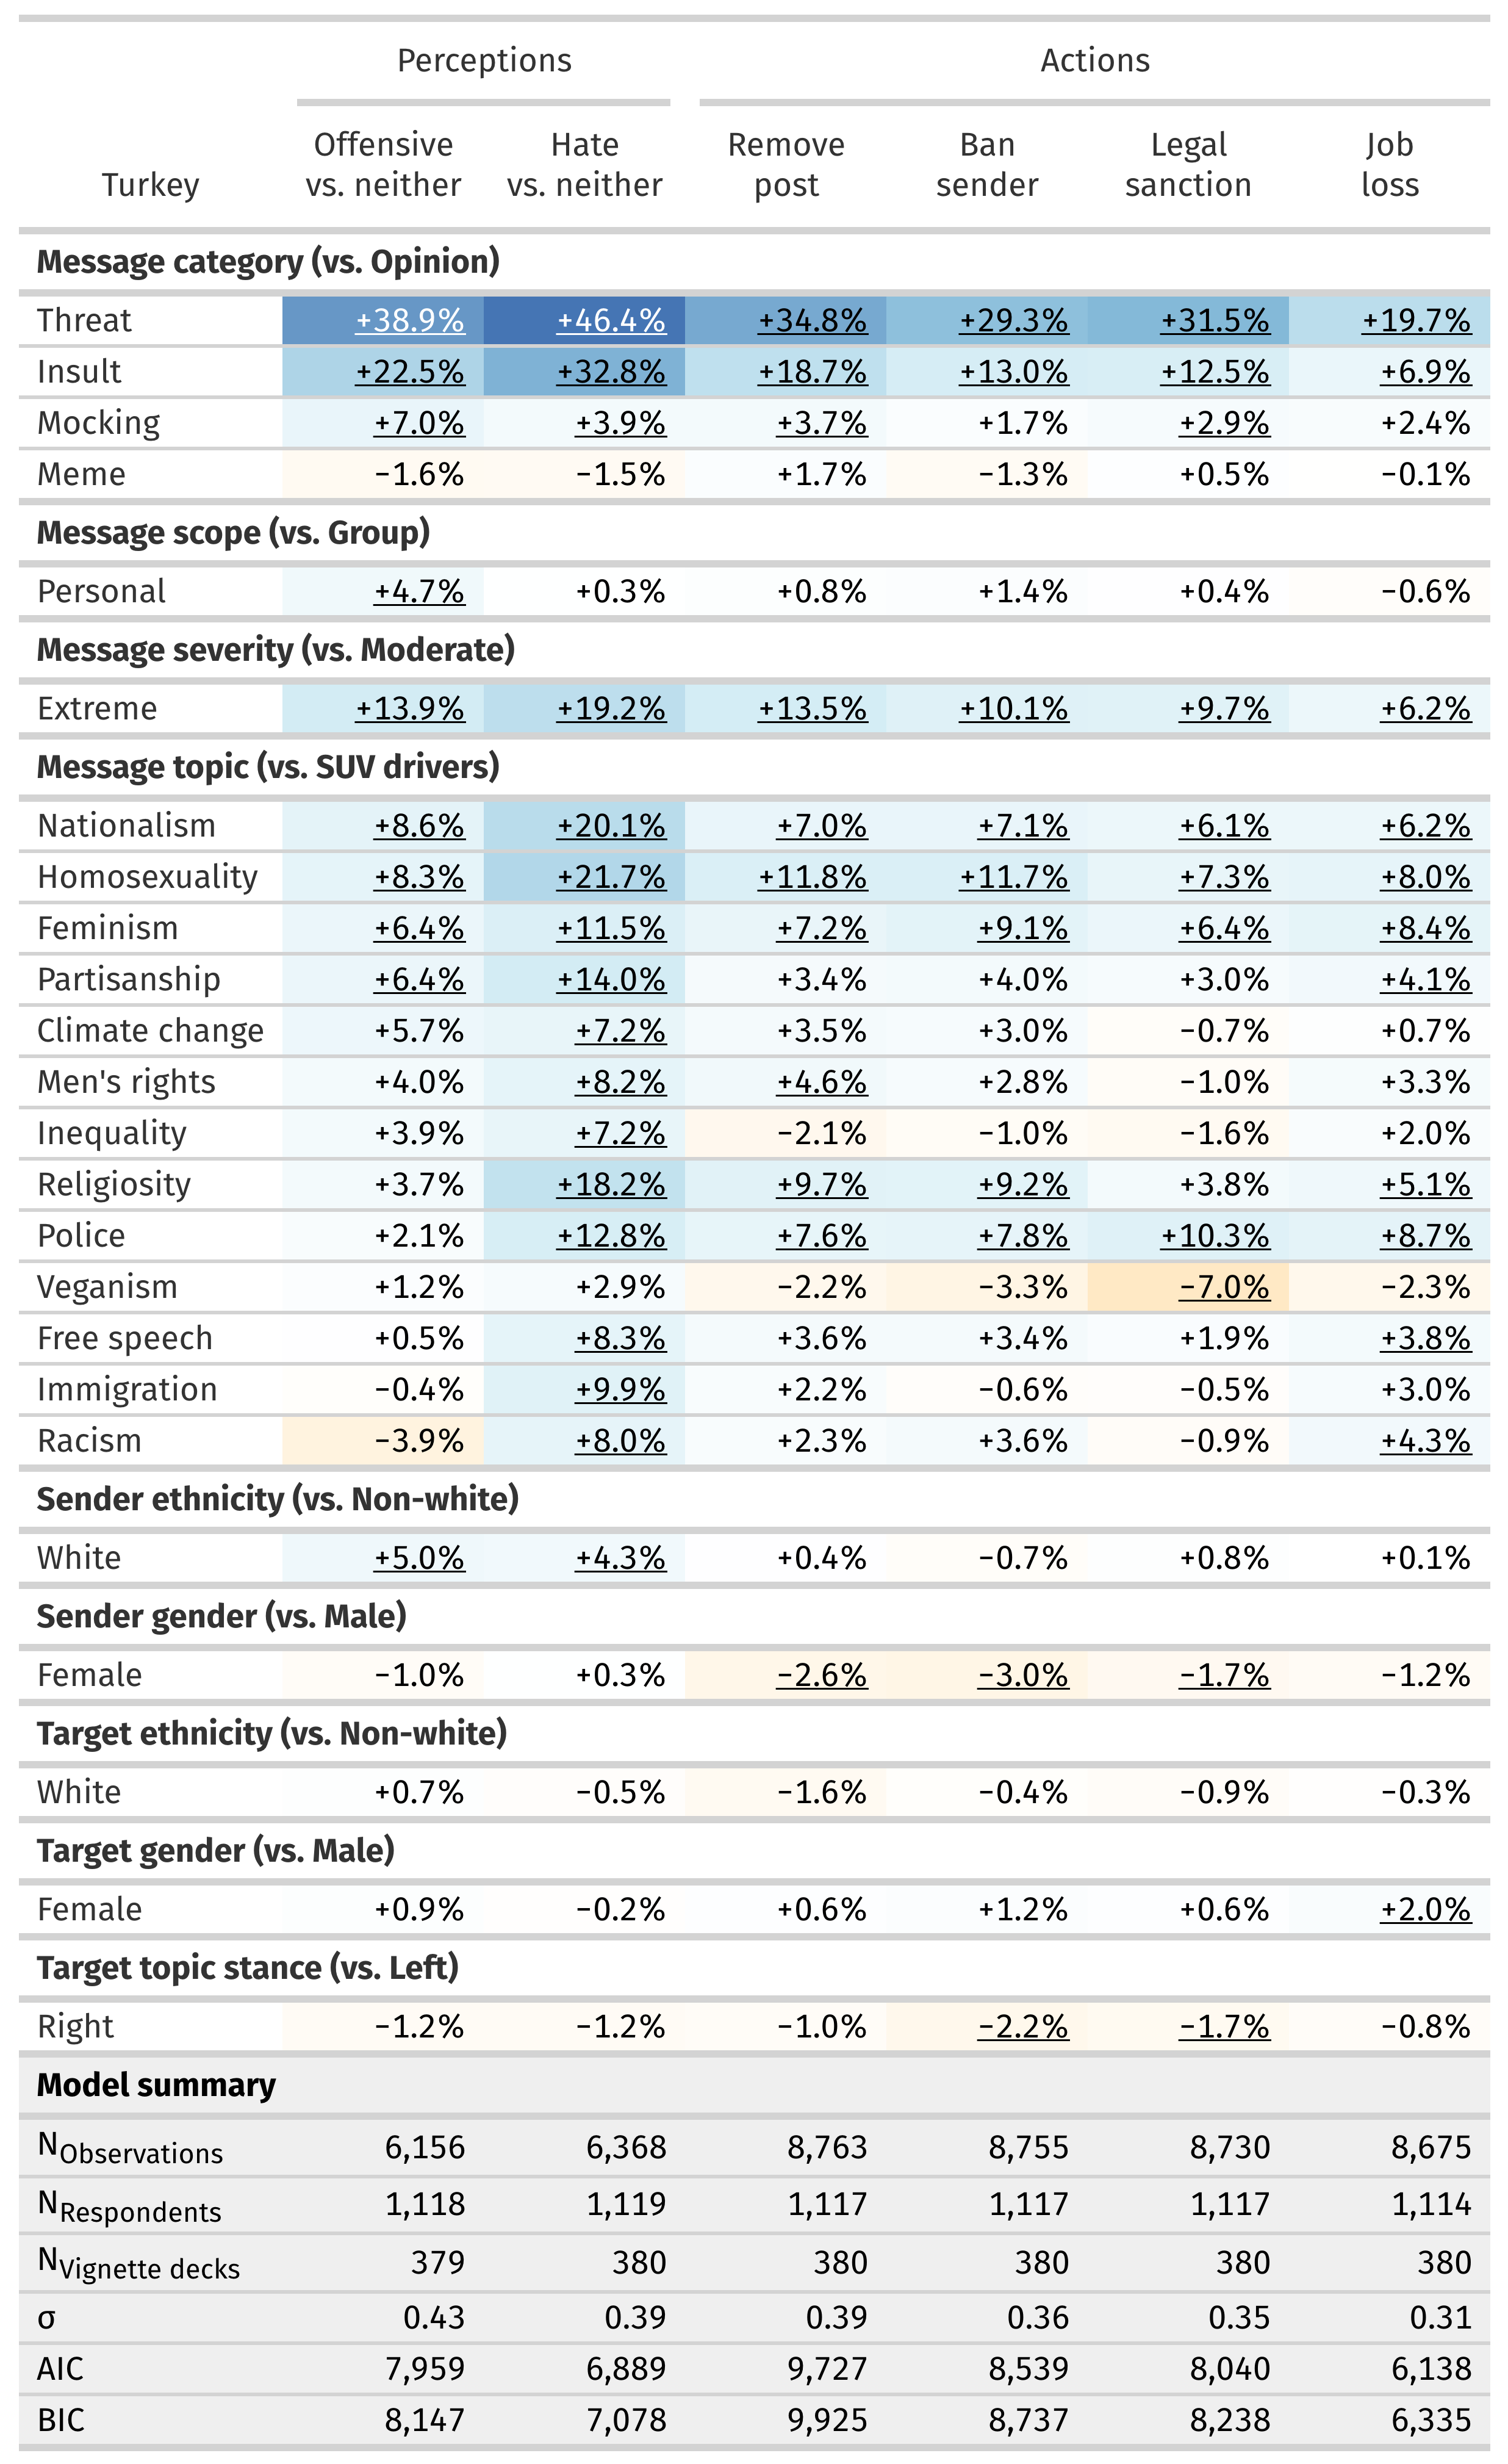 Perceptions Actions
Offensive Hate Remove Ban Legal Job
Turkey vs. neither vs. neither post sender sanction loss
Message category (vs. Opinion)
Threat +38.9% +46.4% +34.8% +29.3% +31.5% +19.7%
Insult +22.5% +32.8% +18.7% +13.0% +12.5% +6.9%
Mocking +7.0% +3.9% +3.7% +1.7% +2.9% +2.4%
Meme −1.6% −1.5% +1.7% −1.3% +0.5% −0.1%
Message scope (vs. Group)
Personal +4.7% +0.3% +0.8% +1.4% +0.4% −0.6%
Message severity (vs. Moderate)
Extreme +13.9% +19.2% +13.5% +10.1% +9.7% +6.2%
Message topic (vs. SUV drivers)
Nationalism +8.6% +20.1% +7.0% +7.1% +6.1% +6.2%
Homosexuality +8.3% +21.7% +11.8% +11.7% +7.3% +8.0%
Feminism +6.4% +11.5% +7.2% +9.1% +6.4% +8.4%
Partisanship +6.4% +14.0% +3.4% +4.0% +3.0% +4.1%
Climate change +5.7% +7.2% +3.5% +3.0% −0.7% +0.7%
Men's rights +4.0% +8.2% +4.6% +2.8% −1.0% +3.3%
Inequality +3.9% +7.2% −2.1% −1.0% −1.6% +2.0%
Religiosity +3.7% +18.2% +9.7% +9.2% +3.8% +5.1%
Police +2.1% +12.8% +7.6% +7.8% +10.3% +8.7%
Veganism +1.2% +2.9% −2.2% −3.3% −7.0% −2.3%
Free speech +0.5% +8.3% +3.6% +3.4% +1.9% +3.8%
Immigration −0.4% +9.9% +2.2% −0.6% −0.5% +3.0%
Racism −3.9% +8.0% +2.3% +3.6% −0.9% +4.3%
Sender ethnicity (vs. Non-white)
White +5.0% +4.3% +0.4% −0.7% +0.8% +0.1%
Sender gender (vs. Male)
Female −1.0% +0.3% −2.6% −3.0% −1.7% −1.2%
Target ethnicity (vs. Non-white)
White +0.7% −0.5% −1.6% −0.4% −0.9% −0.3%
Target gender (vs. Male)
Female +0.9% −0.2% +0.6% +1.2% +0.6% +2.0%
Target topic stance (vs. Left)
Right −1.2% −1.2% −1.0% −2.2% −1.7% −0.8%
Model summary
N Observations 6,156 6,368 8,763 8,755 8,730 8,675
N Respondents 1,118 1,119 1,117 1,117 1,117 1,114
N Vignette decks 379 380 380 380 380 380
σ 0.43 0.39 0.39 0.36 0.35 0.31
AIC 7,959 6,889 9,727 8,539 8,040 6,138
BIC 8,147 7,078 9,925 8,737 8,238 6,335